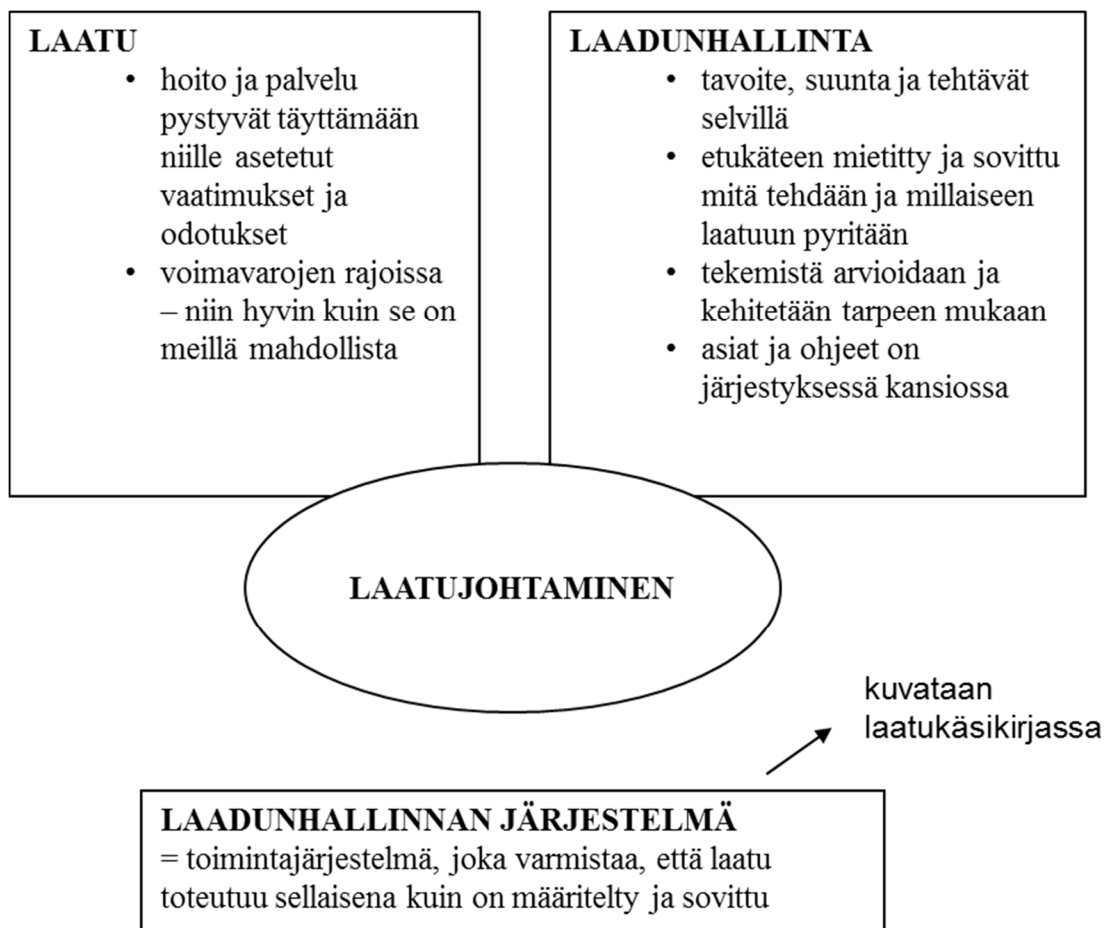 LAATU
• hoito ja palvelu
pystyvät täyttämään
niille asetetut
vaatimukset ja
odotukset
• voimavarojen rajoissa
– niin hyvin kuin se on
meillä mahdollista
LAADUNHALLINTA
• tavoite, suunta ja tehtävät
selvillä
• etukäteen mietitty ja sovittu
mitä tehdään ja millaiseen
laatuun pyritään
• tekemistä arvioidaan ja
kehitetään tarpeen mukaan
• asiat ja ohjeet on
järjestyksessä kansiossa
LAATUJOHTAMINEN
kuvataan
laatukäsikirjassa
LAADUNHALLINNAN JÄRJESTELMÄ
= toimintajärjestelmä, joka varmistaa, että laatu
toteutuu sellaisena kuin on määritelty ja sovittu